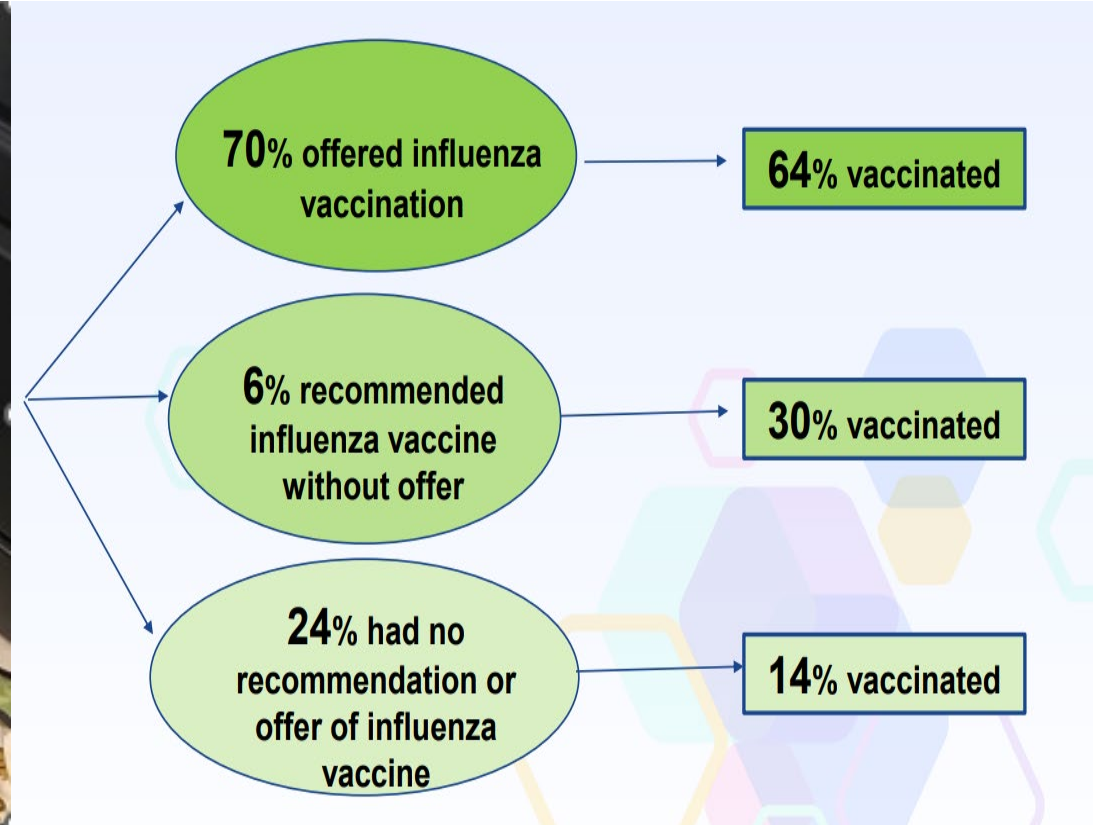 70% offered influenza
vaccination
64% vaccinated
6% recommended
influenza vaccine
without offer
30% vaccinated
24% had no
recommendation or
offer of influenza
vaccine
14% vaccinated